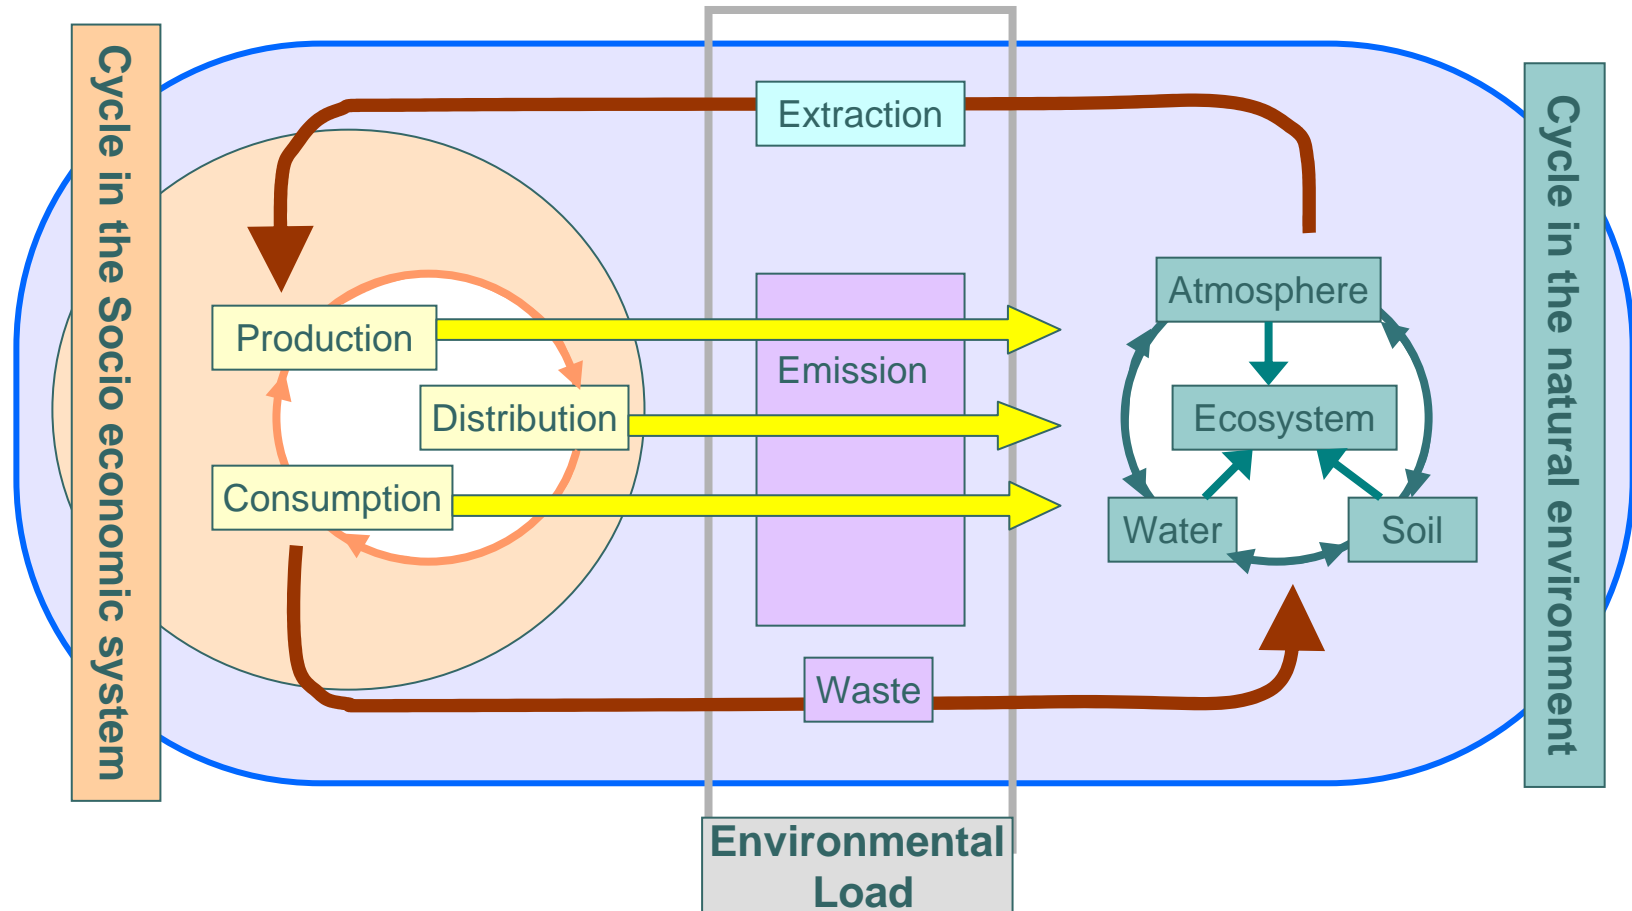 Cycle in the Socio economic system
Extraction
Production
Distribution
Consumption
Emission
Waste
Environmental
Load
Atmosphere
Ecosystem
Water
Soil
Cycle in the natural environment